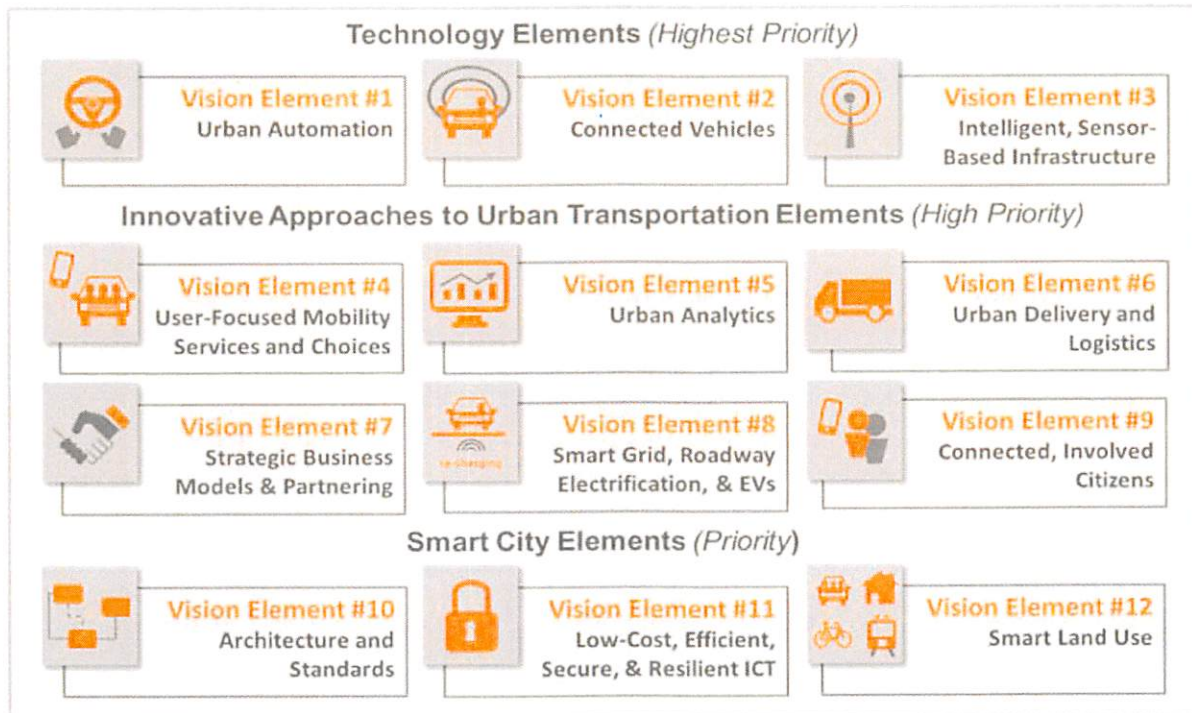 Technology Elements (Highest Priority)
Vision Element #1
Urban Automation
Vision Element #2
Connected Vehicles
Vision Element #3
Intelligent, Sensor-
Based Infrastructure
Innovative Approaches to Urban Transportation Elements (High Priority)
Vision Element #4
User-Focused Mobility
Services and Choices
Vision Element #5
Urban Analytics
Vision Element #6
Urban Delivery and
Logistics
Vision Element #7
Strategic Business
Models & Partnering
re-charging
Vision Element #8
Smart Grid, Roadway
Electrification, & EVs
Vision Element #9
Connected, Involved
Citizens
Smart City Elements (Priority)
Vision Element #10
Architecture and
Standards
Vision Element #11
Low-Cost, Efficient,
Secure, & Resilient ICT
Vision Element #12
Smart Land Use